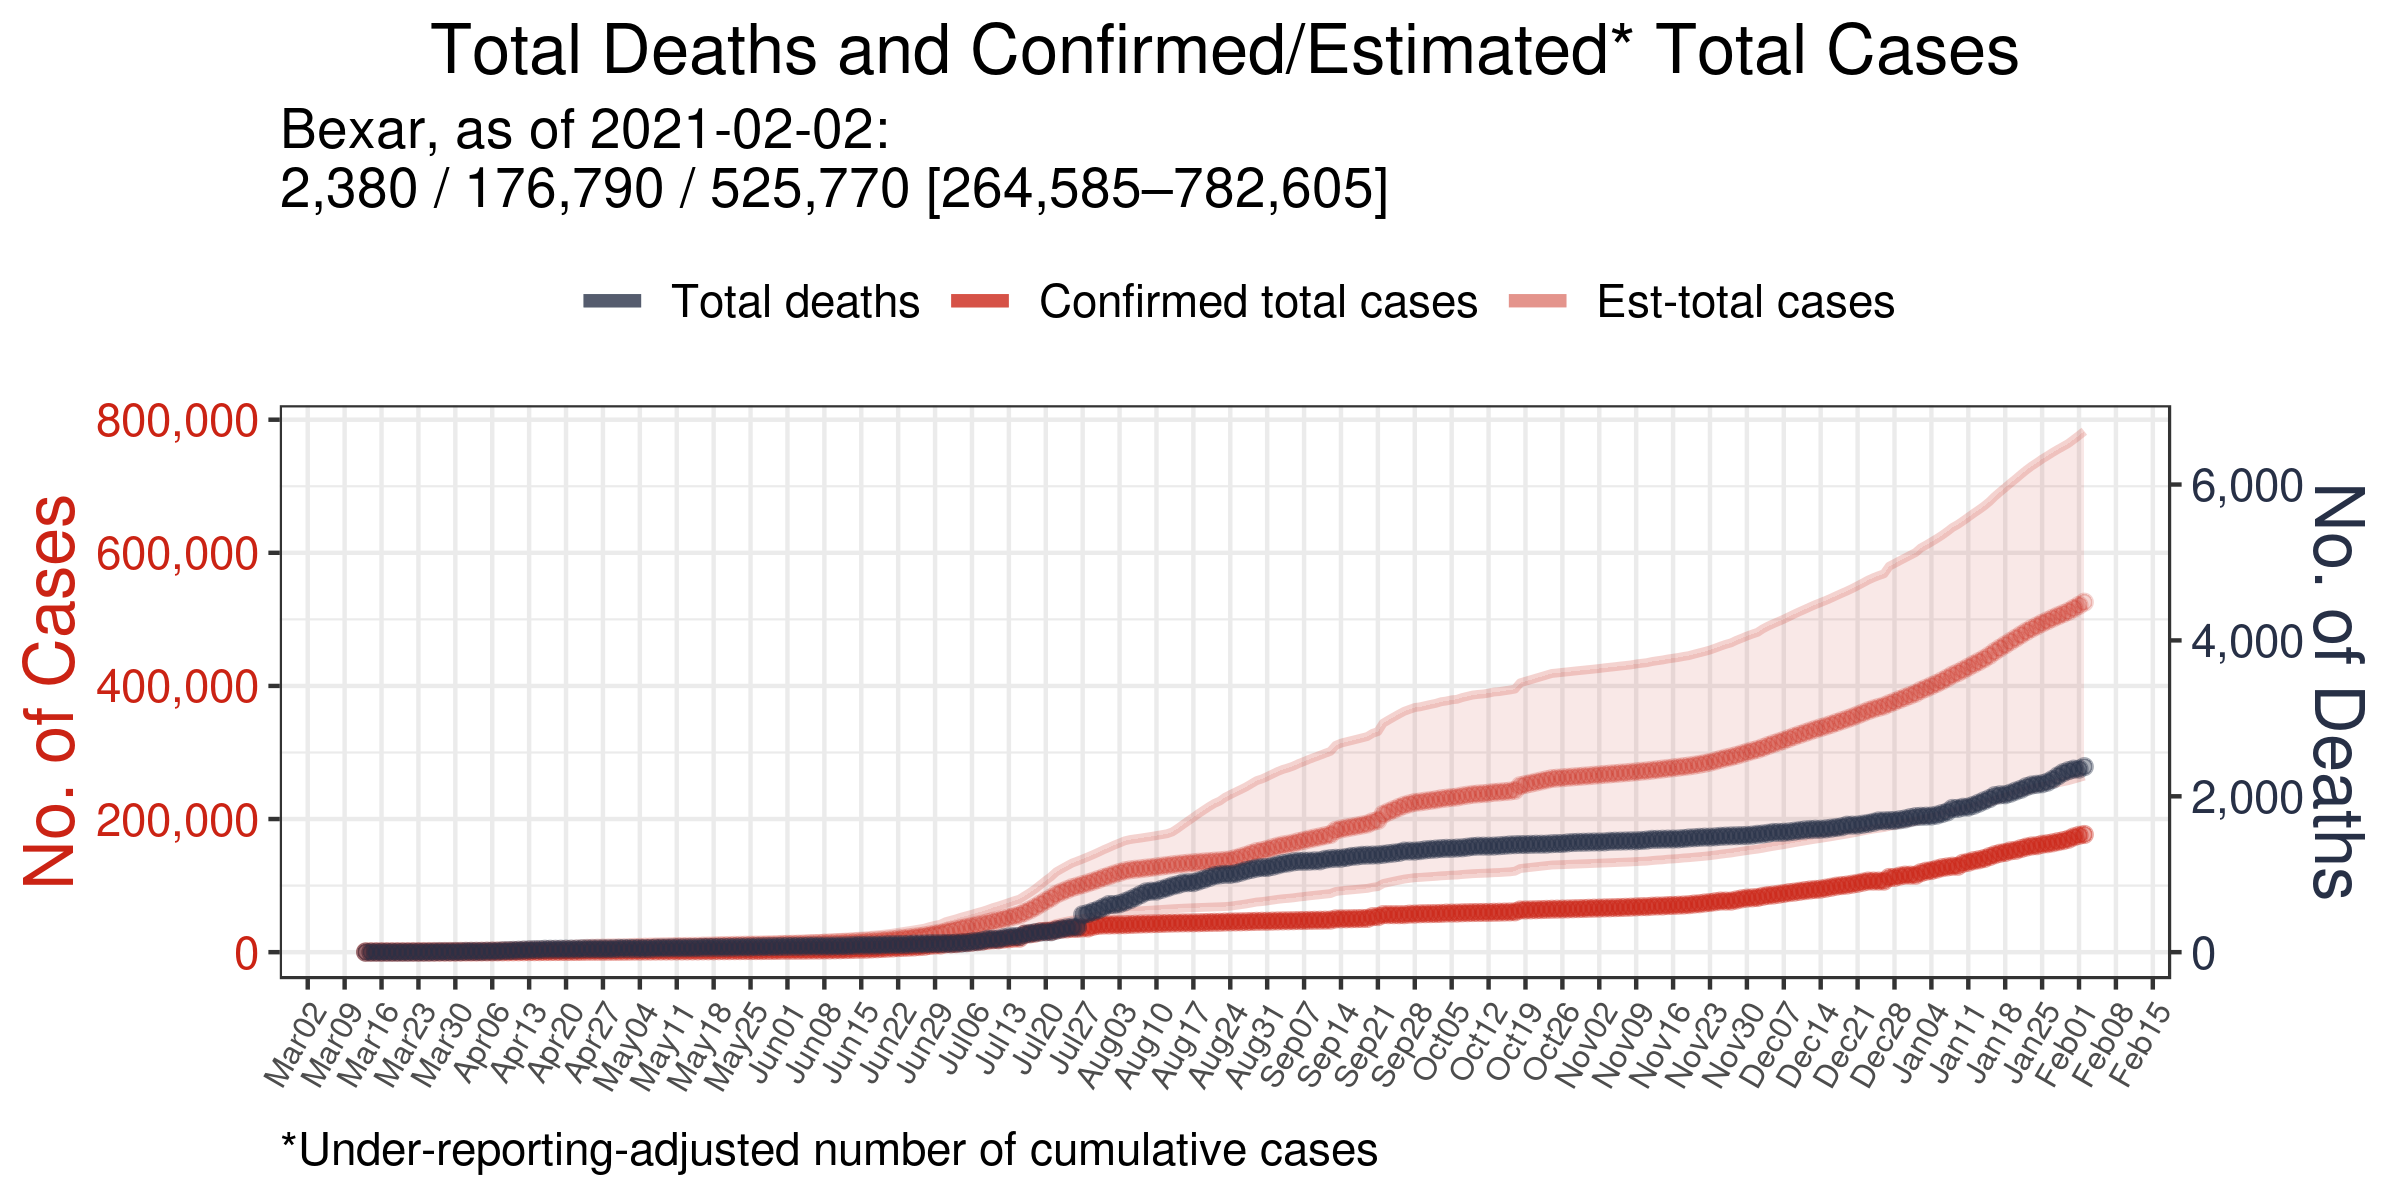 Total Deaths and Confirmed/Estimated* Total Cases
Bexar, as of 2021-02-02:
2,380 / 176,790 / 525,770 [264,585–782,605]
Total deaths
Confirmed total cases
Est-total cases
No. of Cases
800,000
600,000
400,000
200,000
0
6,000
4,000
2,000
0
No. of Deaths
Mar02
Mar09
Mar16
Mar23
Mar30
Apr06
Apr13
Apr20
Apr27
May04
May11
May18
May25
Jun01
Jun08
Jun15
Jun22
Jun29
Jul06
Jul13
Jul20
Jul27
Aug03
Aug10
Aug17
Aug24
Aug31
Sep07
Sep14
Sep21
Sep28
Oct05
Oct12
Oct19
Oct26
Nov02
Nov09
Nov16
Nov23
Nov30
Dec07
Dec14
Dec21
Dec28
Jan04
Jan11
Jan18
Jan25
Feb01
Feb08
Feb15
*Under-reporting-adjusted number of cumulative cases